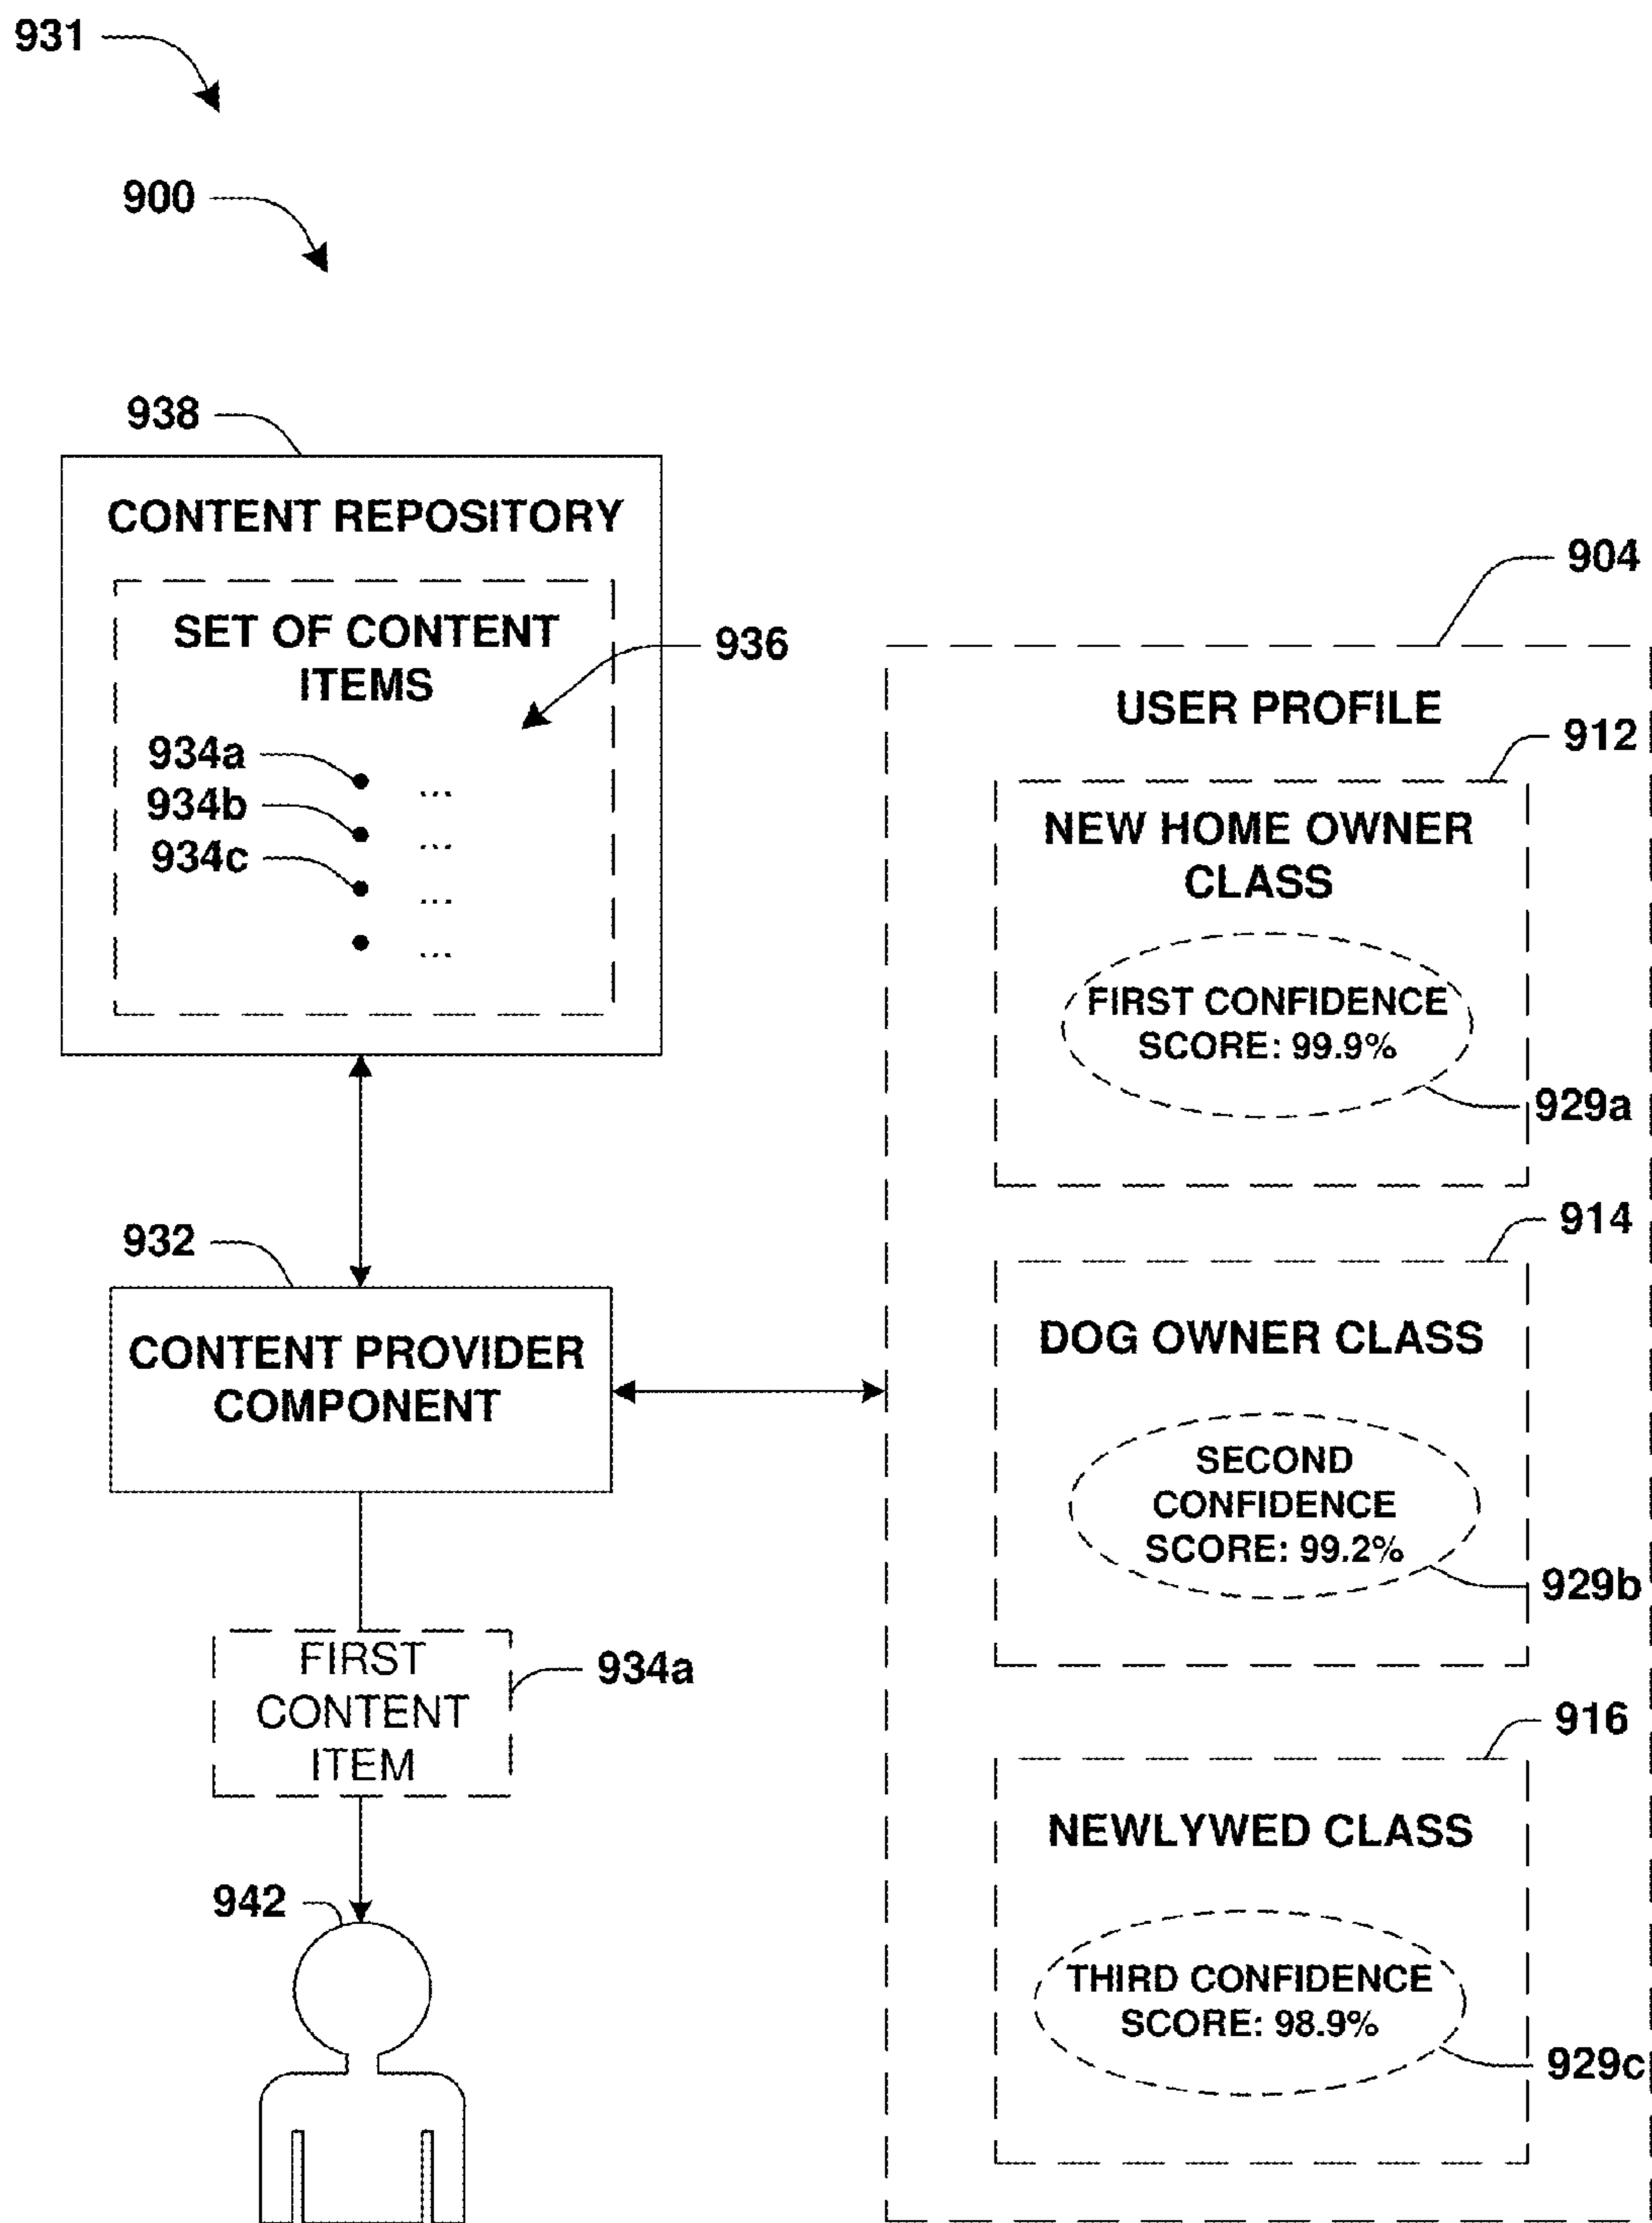 931
900
938
CONTENT REPOSITORY
SET OF CONTENT
ITEMS
936
934a
...
934b
...
934c
...
...
932
CONTENT PROVIDER
COMPONENT
FIRST
CONTENT
ITEM
934a
942
904
USER PROFILE
912
NEW HOME OWNER
CLASS
FIRST CONFIDENCE
SCORE: 99.9%
929a
914
DOG OWNER CLASS
SECOND
CONFIDENCE
SCORE: 99.2%
929b
916
NEWLYWED CLASS
THIRD CONFIDENCE
SCORE: 98.9%
929c